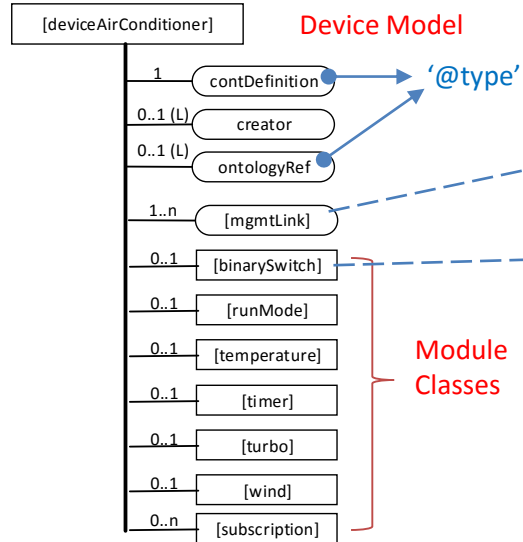 [deviceAirConditioner]
Device Model
1
contDefinition
‘@type’
0..1 (L)
creator
0..1 (L)
ontologyRef
1..n
[mgmtLink]
0..1
[binarySwitch]
0..1
[runMode]
0..1
[temperature]
Module
Classes
0..1
[timer]
0..1
[turbo]
0..1
[wind]
0..n
[subscription]